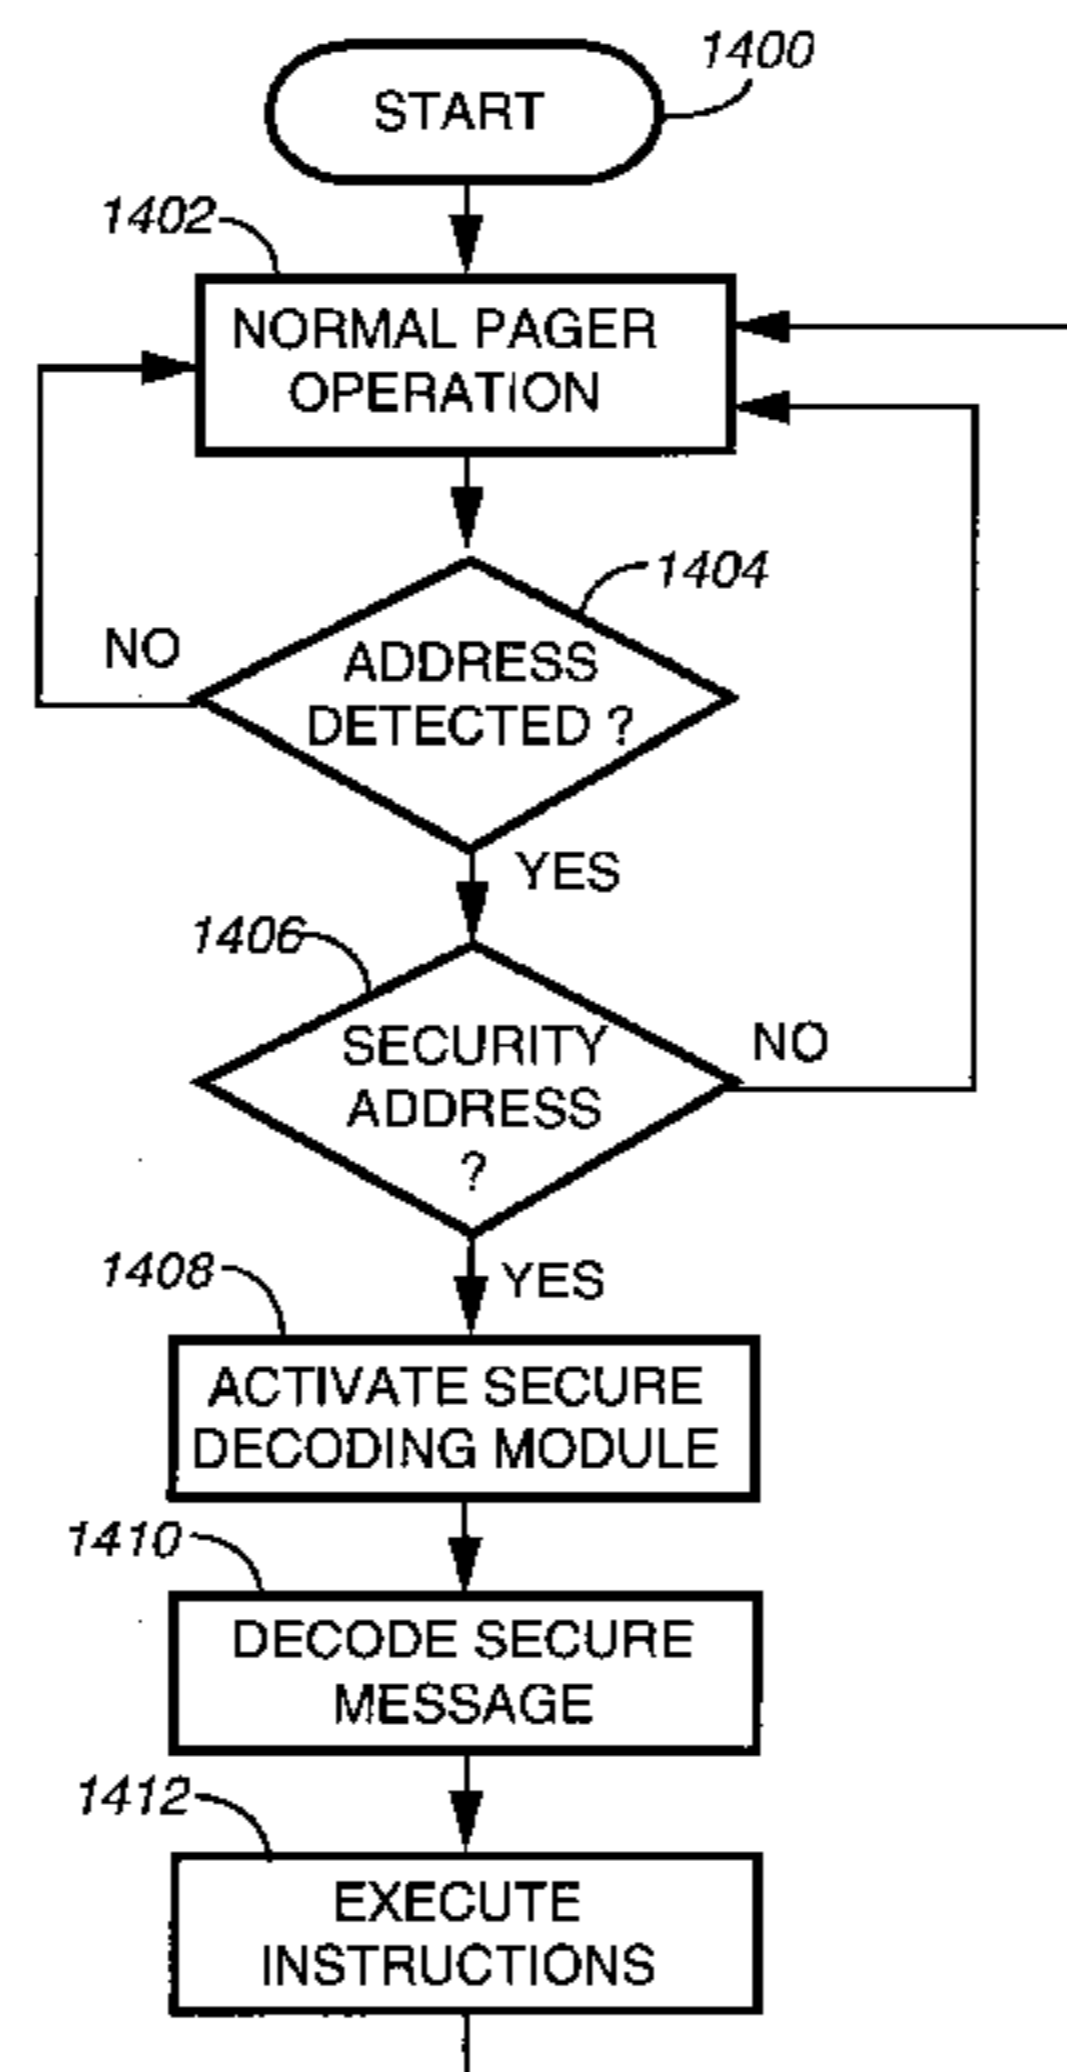 1400
START
1402
NORMAL PAGER
OPERATION
1404
NO
ADDRESS
DETECTED ?
YES
1406
SECURITY
ADDRESS
?
NO
1408
YES
ACTIVATE SECURE
DECODING MODULE
1410
DECODE SECURE
MESSAGE
1412
EXECUTE
INSTRUCTIONS